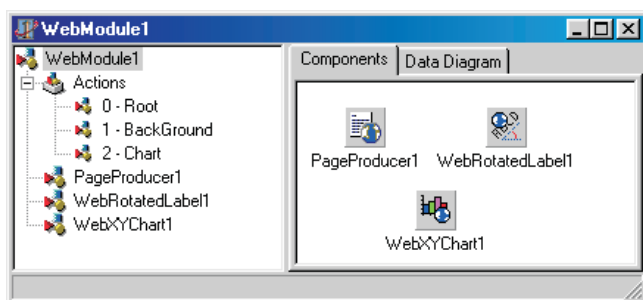 WebModule1
WebModule1
Actions
0 - Root
1 - BackGround
2 - Chart
PageProducer1
WebRotatedLabel1
WebXYChart1
Components
Data Diagram
PageProducer1
WebRotatedLabel1
WebXYChart1